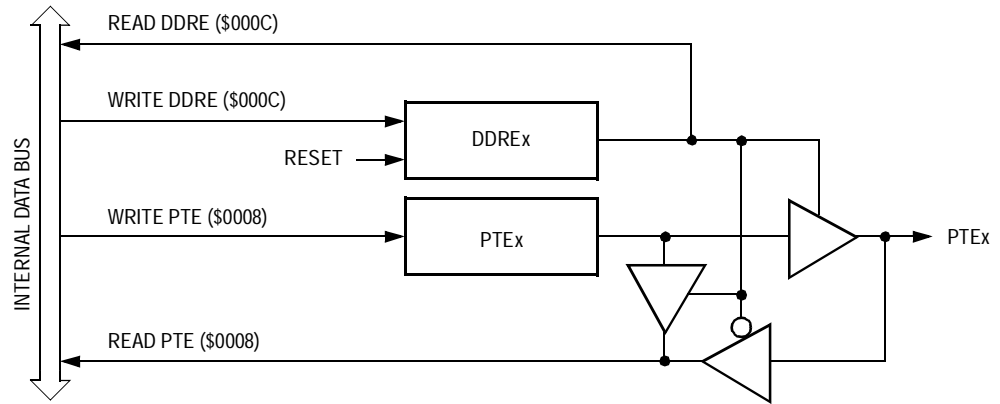 READ DDRE ($000C)
WRITE DDRE ($000C)
DDREx
RESET
WRITE PTE ($0008)
PTEx
PTEx
READ PTE ($0008)
INTERNAL DATA BUS